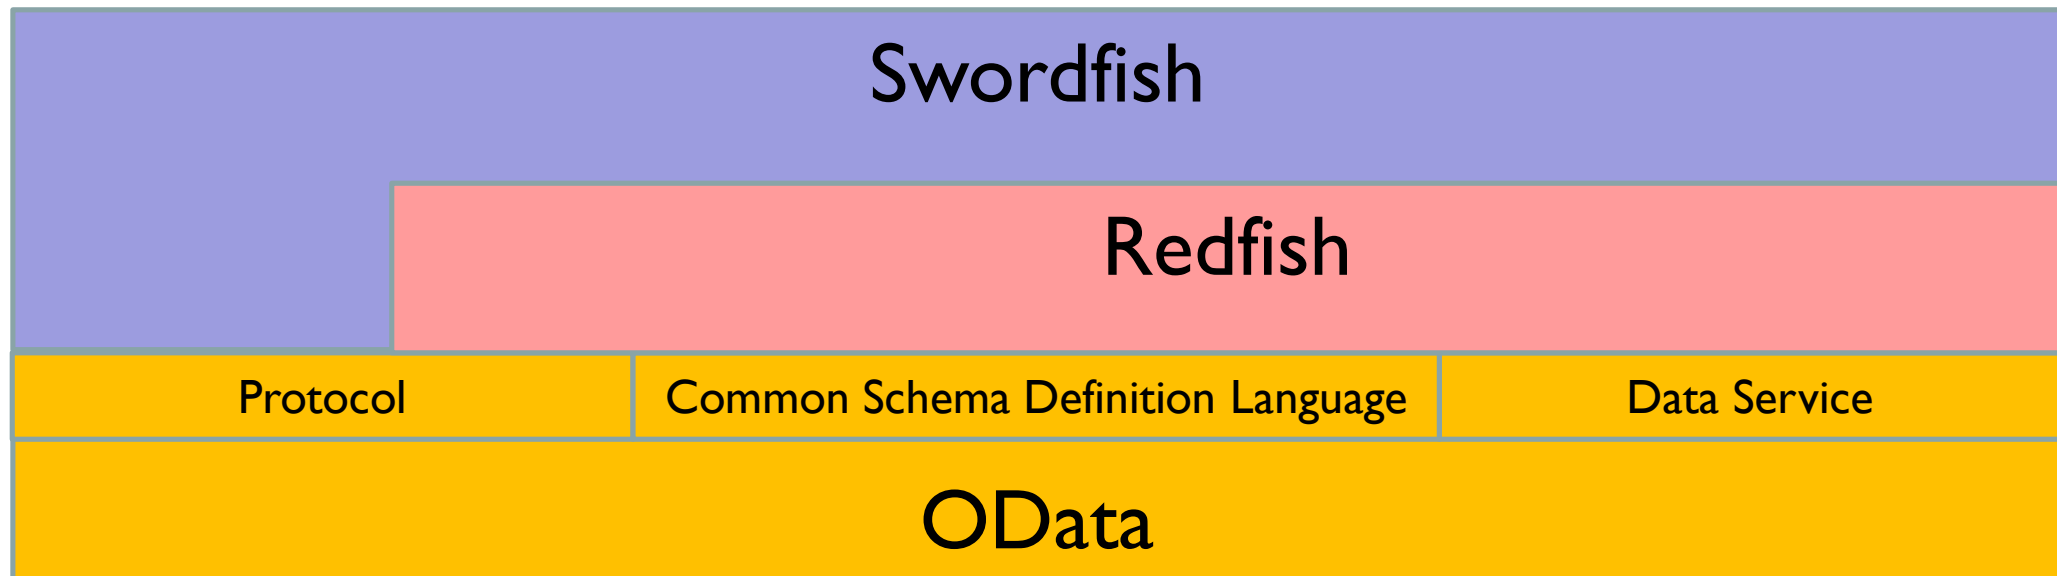 Swordfish
Redfish
Protocol
Common Schema Definition Language
Data Service
OData